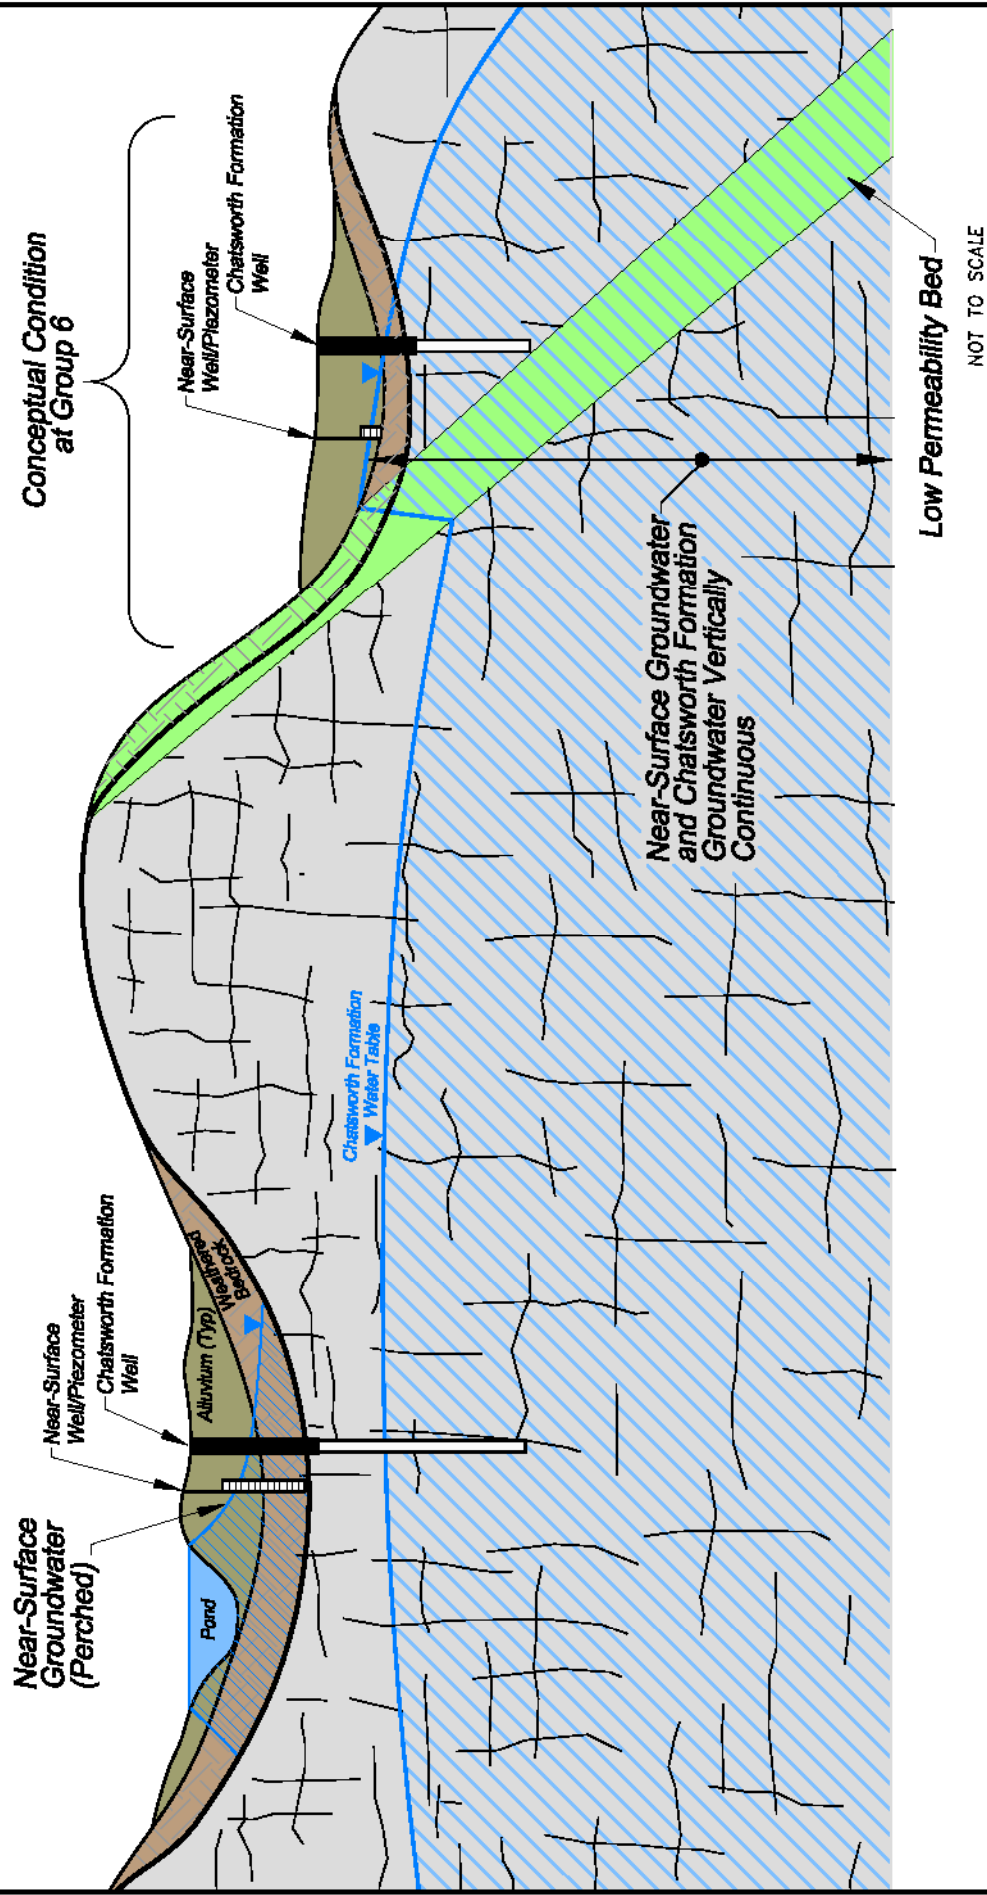 Near-Surface
Groundwater
(Perched)
Near-Surface
Well/Piezometer
Chatsworth Formation
Well
Pond
Alluvium (Typ)
Weathered
Bedrock
Chatsworth Formation
Water Table
Conceptual Condition
at Group 6
Near-Surface
Well/Piezometer
Chatsworth Formation
Well
Near-Surface Groundwater
and Chatsworth Formation
Groundwater Vertically
Continuous
Low Permeability Bed
NOT TO SCALE